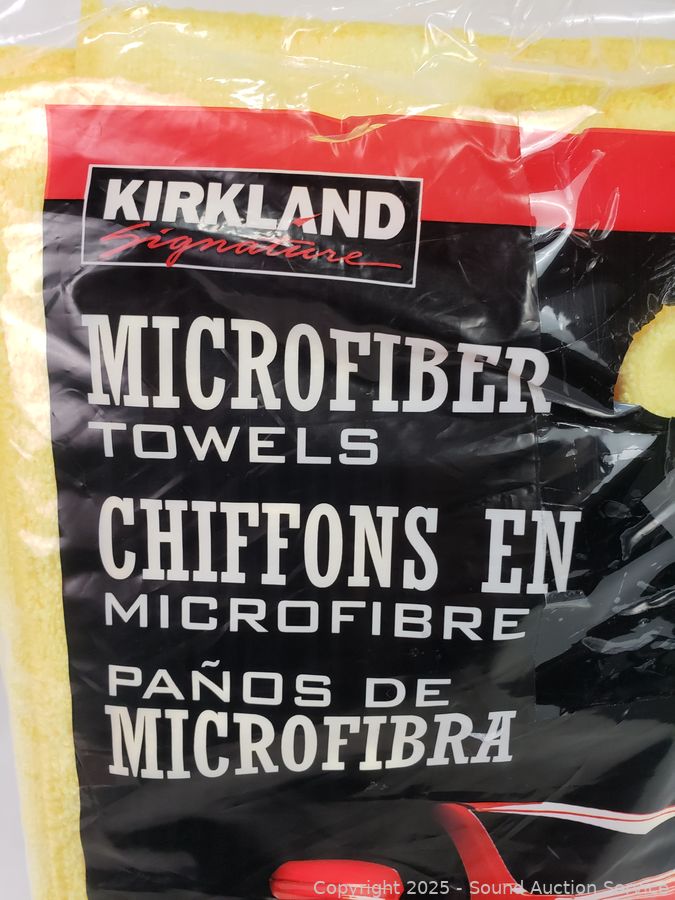 KIRKLAND
Signature
MICROFIBER
TOWELS
CHIFFONS EN
MICROFIBRE
PAÑOS DE
MICROFIBRA
Copyright 2025 - Sound Auction Service